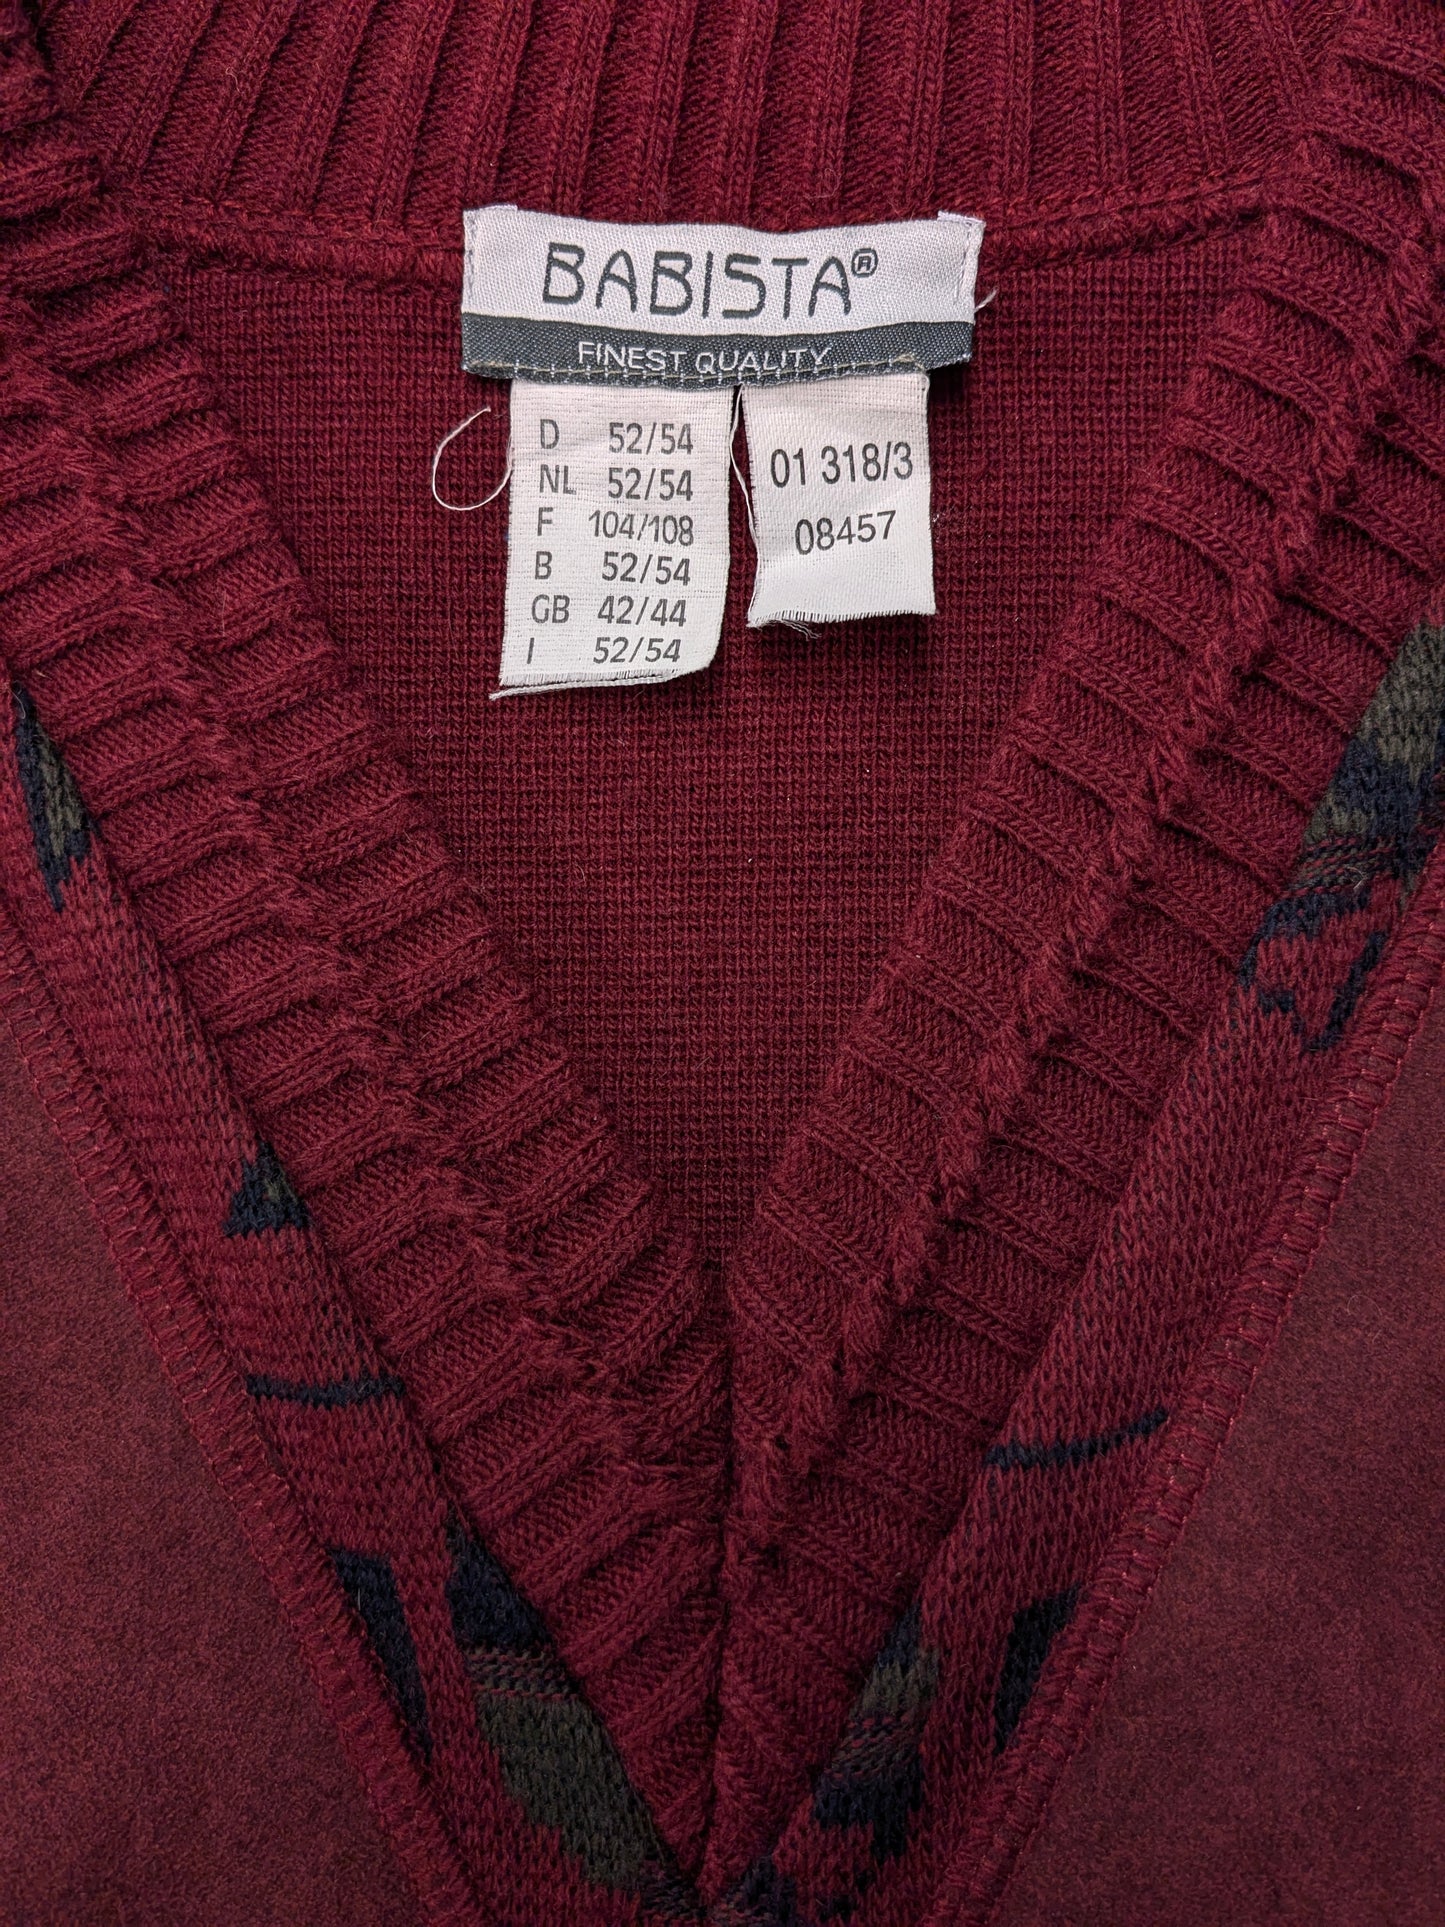 BABISTA®
FINEST QUALITY
D 52/54
NL 52/54
F 104/108
B 52/54
GB 42/44
I 52/54
01 318/3
08457